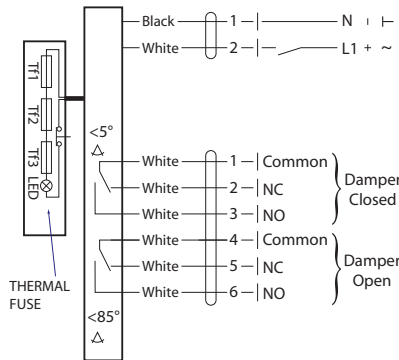 Black 1 N
White 2 L1 + ~
Tf1
Tf2
Tf3
LED
THERMAL
FUSE
<5°
White 1 Common
White 2 NC
White 3 NO
Damper
Closed
White 4 Common
White 5 NC
White 6 NO
Damper
Open
<85°